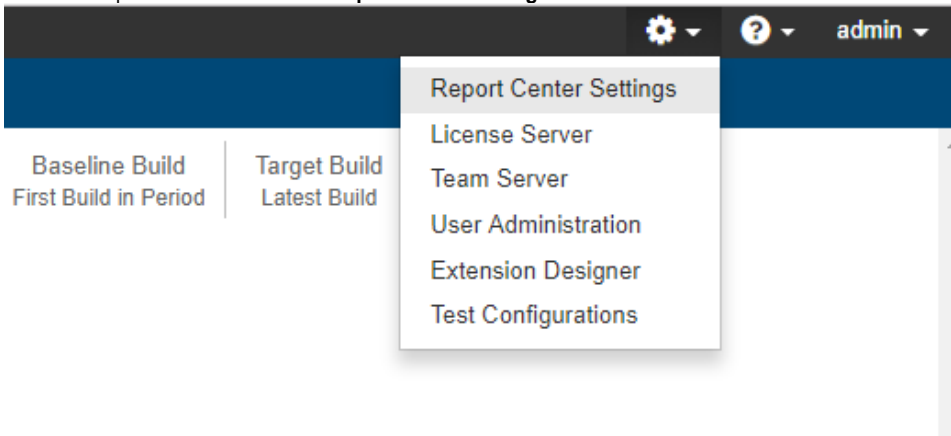 admin
Report Center Settings
License Server
Team Server
User Administration
Extension Designer
Test Configurations
Baseline Build
First Build in Period
Target Build
Latest Build